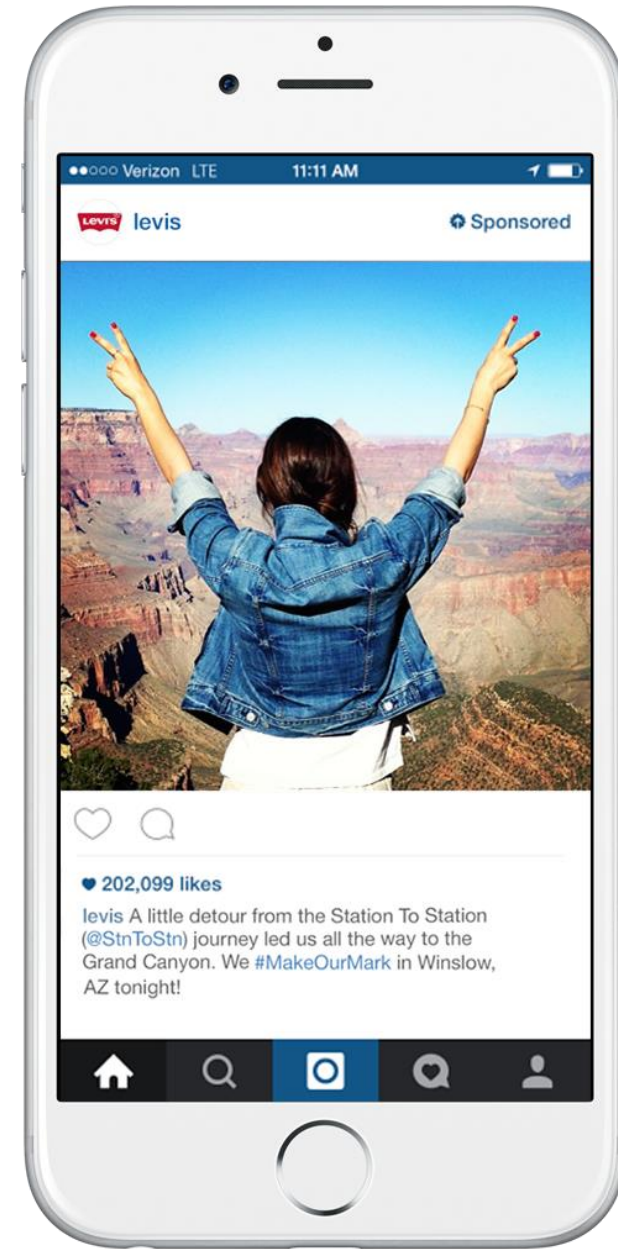 ●●○○○ Verizon LTE 11:11 AM
Levi's levis Sponsored
202,099 likes
levis A little detour from the Station To Station
(@StnToStn) journey led us all the way to the
Grand Canyon. We #MakeOurMark in Winslow,
AZ tonight!